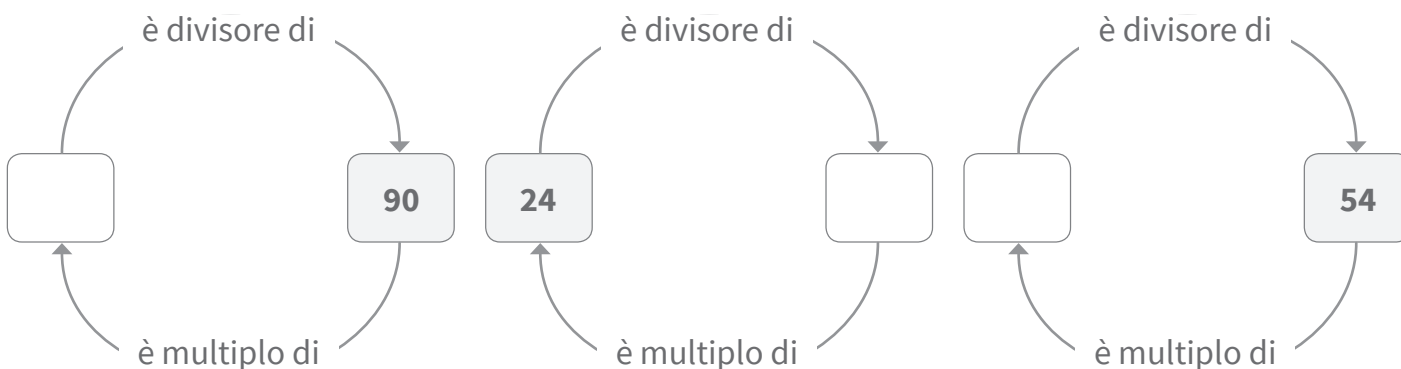 è divisore di
è divisore di
è divisore di
90
24
54
è multiplo di
è multiplo di
è multiplo di